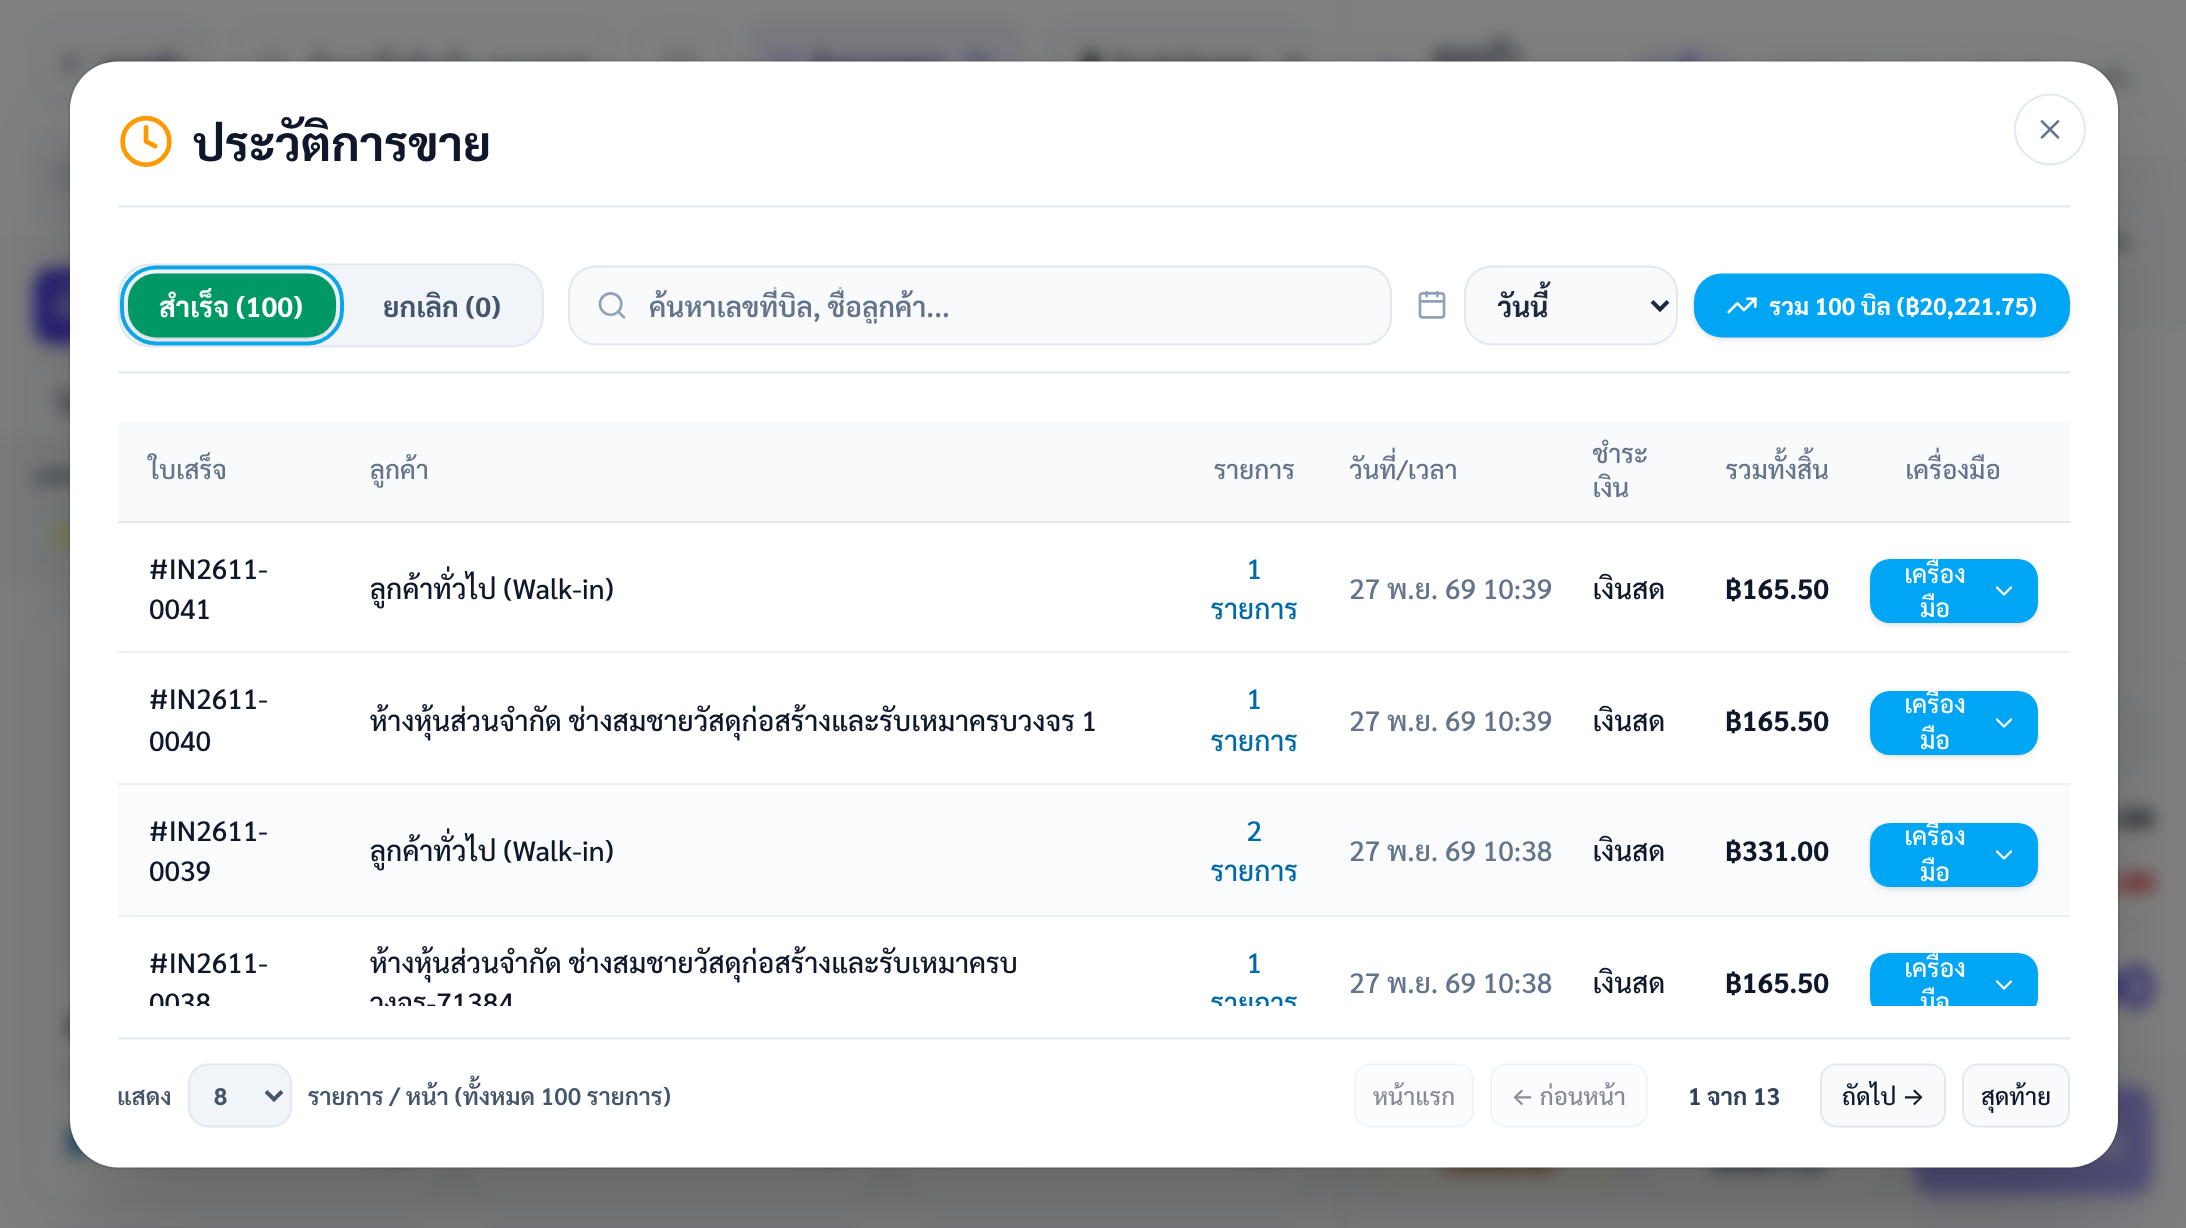 ประวัติการขาย
สำเร็จ (100)
ยกเลิก (0)
ค้นหาเลขที่บิล, ชื่อลูกค้า...
วันนี้
รวม 100 บิล (฿20,221.75)
ใบเสร็จ
ลูกค้า
รายการ
วันที่/เวลา
ชำระ
เงิน
รวมทั้งสิ้น
เครื่องมือ
#IN2611-
0041
ลูกค้าทั่วไป (Walk-in)
1
รายการ
27 พ.ย. 69 10:39
เงินสด
฿165.50
เครื่อง
มือ
#IN2611-
0040
ห้างหุ้นส่วนจำกัด ช่างสมชายวัสดุก่อสร้างและรับเหมาครบวงจร 1
1
รายการ
27 พ.ย. 69 10:39
เงินสด
฿165.50
เครื่อง
มือ
#IN2611-
0039
ลูกค้าทั่วไป (Walk-in)
2
รายการ
27 พ.ย. 69 10:38
เงินสด
฿331.00
เครื่อง
มือ
#IN2611-
0038
ห้างหุ้นส่วนจำกัด ช่างสมชายวัสดุก่อสร้างและรับเหมาครบ
วงจร-71384
1
รายการ
27 พ.ย. 69 10:38
เงินสด
฿165.50
เครื่อง
มือ
แสดง
8
รายการ / หน้า (ทั้งหมด 100 รายการ)
หน้าแรก
← ก่อนหน้า
1 จาก 13
ถัดไป →
สุดท้าย